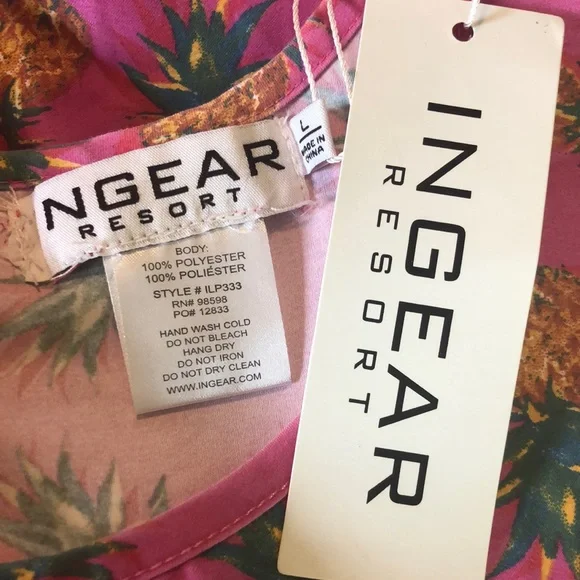 NGEAR
RESORT
L
MADE IN
CHINA
BODY:
100% POLYESTER
100% POLIÉSTER
STYLE # ILP333
RN# 98598
PO# 12833
HAND WASH COLD
DO NOT BLEACH
HANG DRY
DO NOT IRON
DO NOT DRY CLEAN
WWW.INGEAR.COM
INGEAR
RESORT